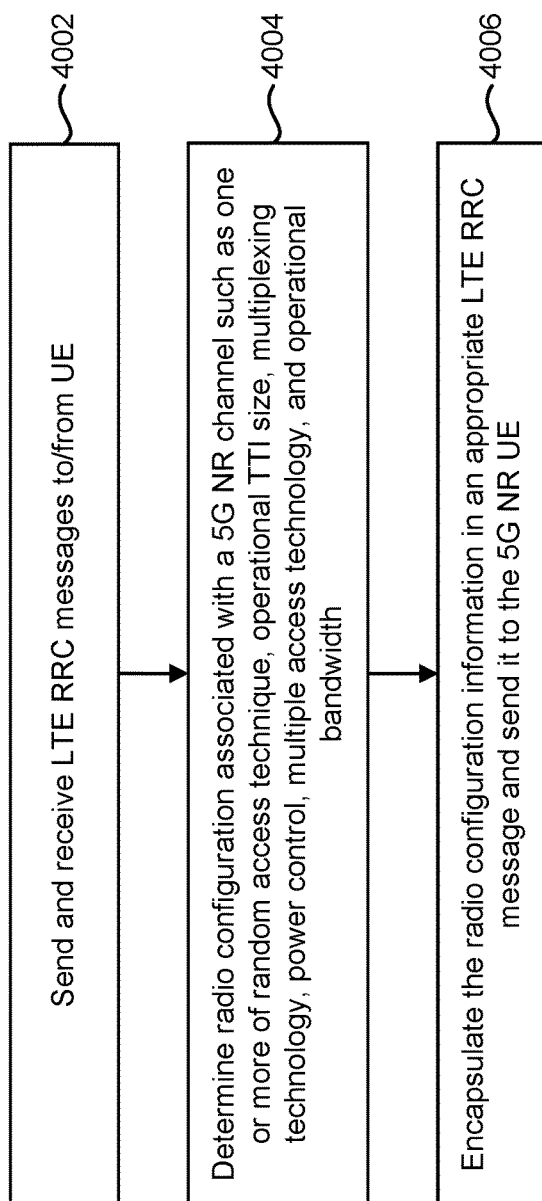 Send and receive LTE RRC messages to/from UE
4002
Determine radio configuration associated with a 5G NR channel such as one
or more of random access technique, operational TTI size, multiplexing
technology, power control, multiple access technology, and operational
bandwidth
4004
Encapsulate the radio configuration information in an appropriate LTE RRC
message and send it to the 5G NR UE
4006